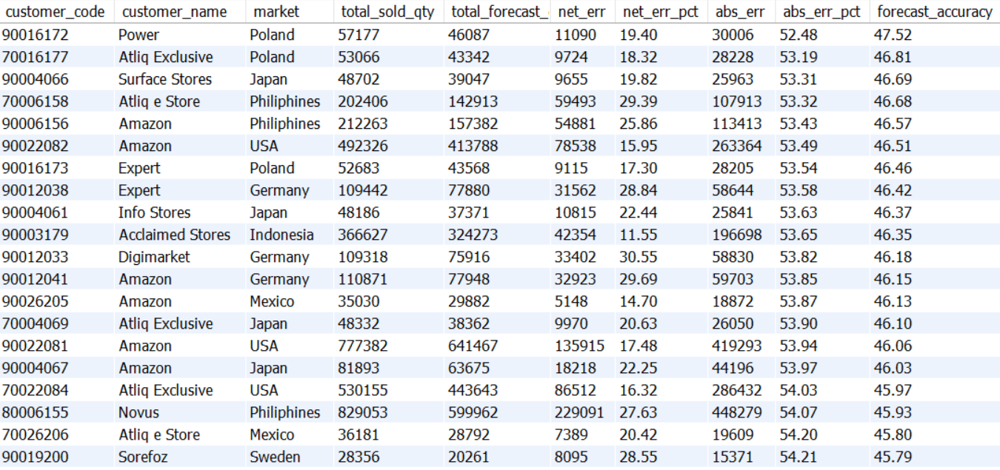 customer_code customer_name market total_sold_qty total_forecast_ net_err net_err_pct abs_err abs_err_pct forecast_accuracy
90016172 Power Poland 57177 46087 11090 19.40 30006 52.48 47.52
70016177 Atliq Exclusive Poland 53066 43342 9724 18.32 28228 53.19 46.81
90004066 Surface Stores Japan 48702 39047 9655 19.82 25963 53.31 46.69
70006158 Atliq e Store Philiphines 202406 142913 59493 29.39 107913 53.32 46.68
90006156 Amazon Philiphines 212263 157382 54881 25.86 113413 53.43 46.57
90022082 Amazon USA 492326 413788 78538 15.95 263364 53.49 46.51
90016173 Expert Poland 52683 43568 9115 17.30 28205 53.54 46.46
90012038 Expert Germany 109442 77880 31562 28.84 58644 53.58 46.42
90004061 Info Stores Japan 48186 37371 10815 22.44 25841 53.63 46.37
90003179 Acclaimed Stores Indonesia 366627 324273 42354 11.55 196698 53.65 46.35
90012033 Digimarket Germany 109318 75916 33402 30.55 58830 53.82 46.18
90012041 Amazon Germany 110871 77948 32923 29.69 59703 53.85 46.15
90026205 Amazon Mexico 35030 29882 5148 14.70 18872 53.87 46.13
70004069 Atliq Exclusive Japan 48332 38362 9970 20.63 26050 53.90 46.10
90022081 Amazon USA 777382 641467 135915 17.48 419293 53.94 46.06
90004067 Amazon Japan 81893 63675 18218 22.25 44196 53.97 46.03
70022084 Atliq Exclusive USA 530155 443643 86512 16.32 286432 54.03 45.97
80006155 Novus Philiphines 829053 599962 229091 27.63 448279 54.07 45.93
70026206 Atliq e Store Mexico 36181 28792 7389 20.42 19609 54.20 45.80
90019200 Sorefoz Sweden 28356 20261 8095 28.55 15371 54.21 45.79